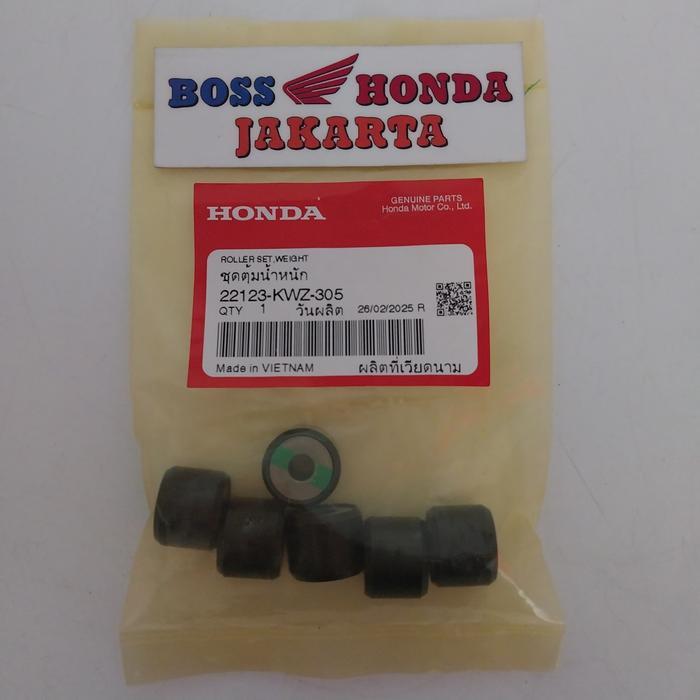 BOSS HONDA
JAKARTA
HONDA
GENUINE PARTS
Honda Motor Co., Ltd.
ROLLER SET,WEIGHT
ชุดตุ้มน้ำหนัก
22123-KWZ-305
QTY 1 วันผลิต 26/02/2025 R
Made in VIETNAM ผลิตที่เวียดนาม